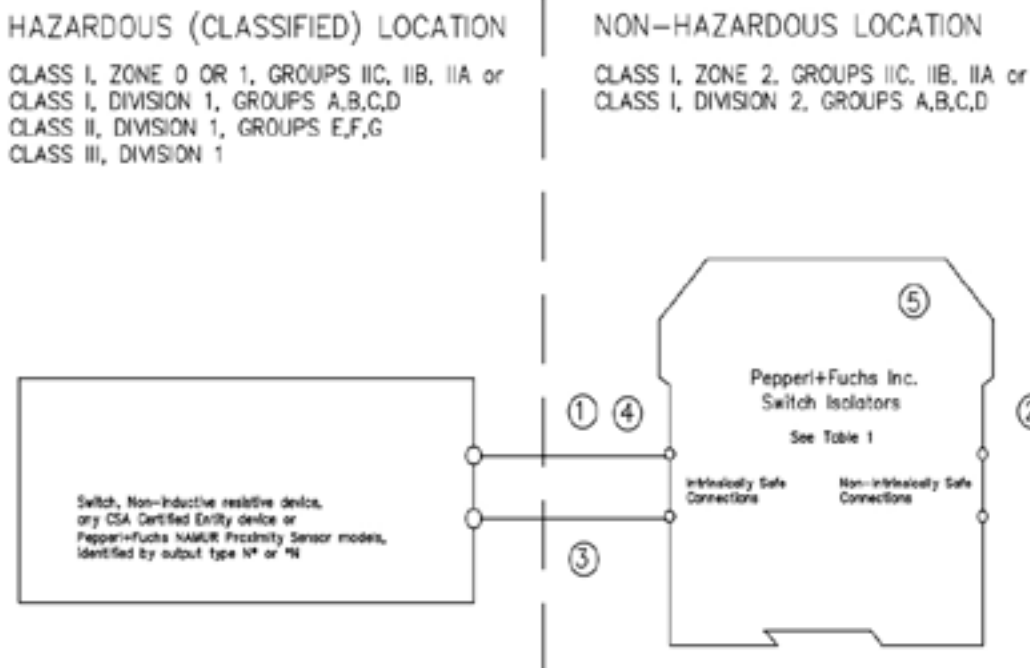 HAZARDOUS (CLASSIFIED) LOCATION
CLASS I, ZONE 0 OR 1, GROUPS IIC, IIB, IIA or
CLASS I, DIVISION 1, GROUPS A,B,C,D
CLASS II, DIVISION 1, GROUPS E,F,G
CLASS III, DIVISION 1
NON-HAZARDOUS LOCATION
CLASS I, ZONE 2, GROUPS IIC, IIB, IIA or
CLASS I, DIVISION 2, GROUPS A,B,C,D
5
Pepperl+Fuchs Inc.
Switch Isolators
See Table 1
1 4
2
Intrinsically Safe
Connections
Non-Intrinsically Safe
Connections
Switch, Non-inductive resistive device,
any CSA Certified Entity device or
Pepperl+Fuchs NAMUR Proximity Sensor models,
identified by output type N* or *N
3